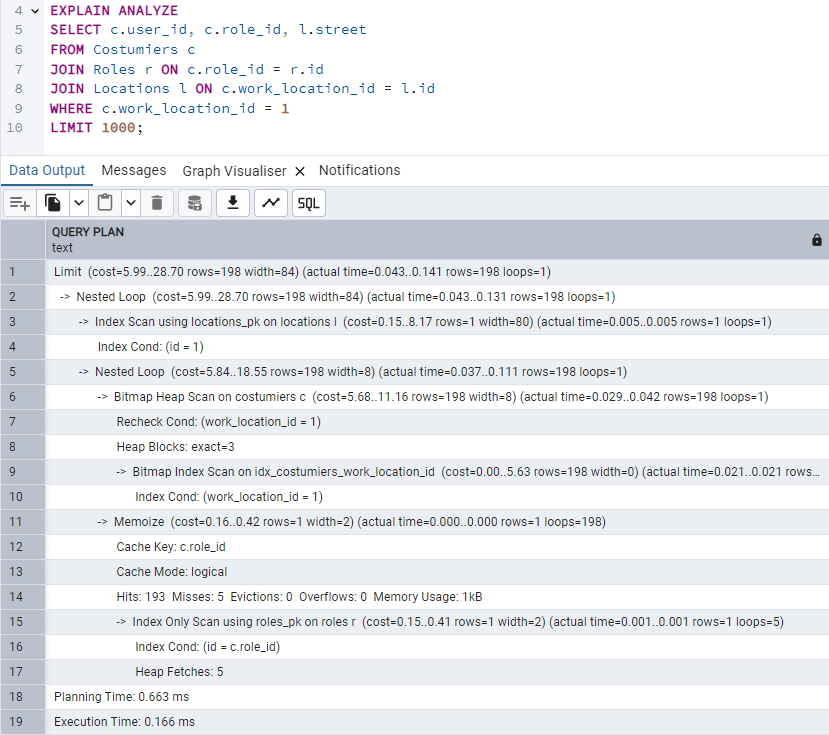 4 EXPLAIN ANALYZE
5 SELECT c.user_id, c.role_id, l.street
6 FROM Costumiers c
7 JOIN Roles r ON c.role_id = r.id
8 JOIN Locations l ON c.work_location_id = l.id
9 WHERE c.work_location_id = 1
10 LIMIT 1000;
Data Output Messages Graph Visualiser Notifications
SQL
QUERY PLAN
text
1 Limit (cost=5.99..28.70 rows=198 width=84) (actual time=0.043..0.141 rows=198 loops=1)
2 -> Nested Loop (cost=5.99..28.70 rows=198 width=84) (actual time=0.043..0.131 rows=198 loops=1)
3 -> Index Scan using locations_pk on locations l (cost=0.15..8.17 rows=1 width=80) (actual time=0.005..0.005 rows=1 loops=1)
4 Index Cond: (id = 1)
5 -> Nested Loop (cost=5.84..18.55 rows=198 width=8) (actual time=0.037..0.111 rows=198 loops=1)
6 -> Bitmap Heap Scan on costumiers c (cost=5.68..11.16 rows=198 width=8) (actual time=0.029..0.042 rows=198 loops=1)
7 Recheck Cond: (work_location_id = 1)
8 Heap Blocks: exact=3
9 -> Bitmap Index Scan on idx_costumiers_work_location_id (cost=0.00..5.63 rows=198 width=0) (actual time=0.021..0.021 rows...
10 Index Cond: (work_location_id = 1)
11 -> Memoize (cost=0.16..0.42 rows=1 width=2) (actual time=0.000..0.000 rows=1 loops=198)
12 Cache Key: c.role_id
13 Cache Mode: logical
14 Hits: 193 Misses: 5 Evictions: 0 Overflows: 0 Memory Usage: 1kB
15 -> Index Only Scan using roles_pk on roles r (cost=0.15..0.41 rows=1 width=2) (actual time=0.001..0.001 rows=1 loops=5)
16 Index Cond: (id = c.role_id)
17 Heap Fetches: 5
18 Planning Time: 0.663 ms
19 Execution Time: 0.166 ms